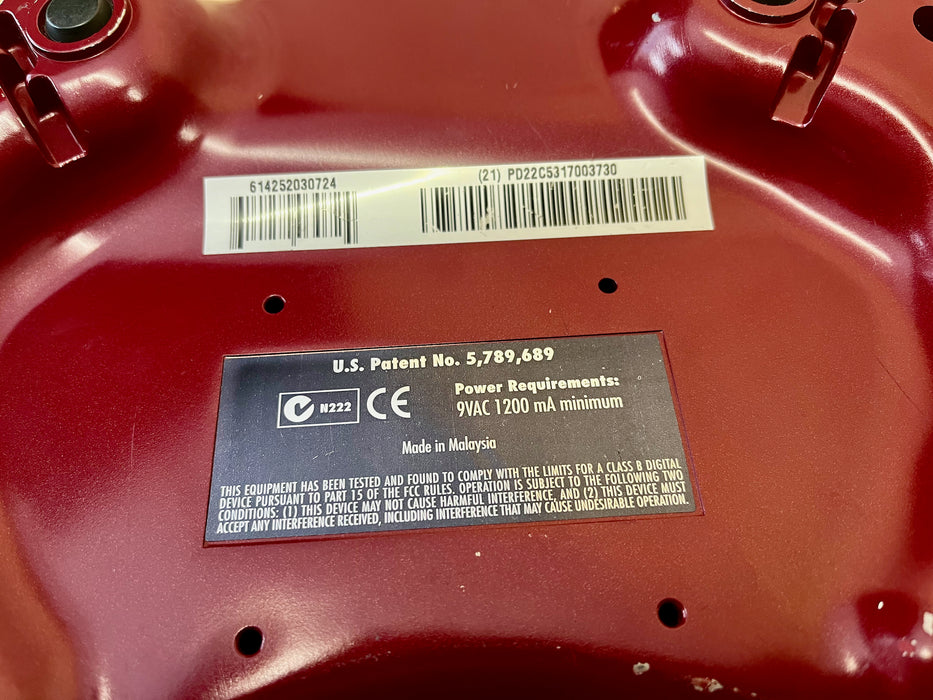 614252030724
(21) PD22C5317003730
U.S. Patent No. 5,789,689
N222 CE
Power Requirements:
9VAC 1200 mA minimum
Made in Malaysia
THIS EQUIPMENT HAS BEEN TESTED AND FOUND TO COMPLY WITH THE LIMITS FOR A CLASS B DIGITAL
DEVICE PURSUANT TO PART 15 OF THE FCC RULES. OPERATION IS SUBJECT TO THE FOLLOWING TWO
CONDITIONS: (1) THIS DEVICE MAY NOT CAUSE HARMFUL INTERFERENCE, AND (2) THIS DEVICE MUST
ACCEPT ANY INTERFERENCE RECEIVED, INCLUDING INTERFERENCE THAT MAY CAUSE UNDESIRABLE OPERATION.